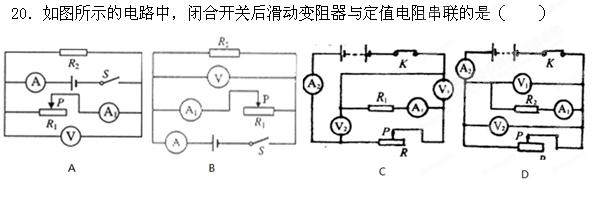 20．如图所示的电路中，闭合开关后滑动变阻器与定值电阻串联的是（　　）
R₂
A S
P
R₁ A₁
V
A
R₂
V
A₁ P
R₁
A S
B
K
A₂ V₁
R₁ A₁
V₂ P
R
C
K
A₂ V₁
R₂ A₁
V₂
P
D